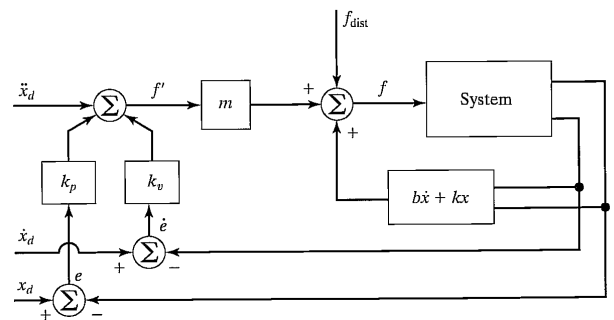 f_dist
ẍ_d
Σ
f′
m
+
Σ
f
System
+
k_p
k_v
bẋ + kx
ė
ẋ_d
+
Σ
−
e
x_d
+
Σ
−